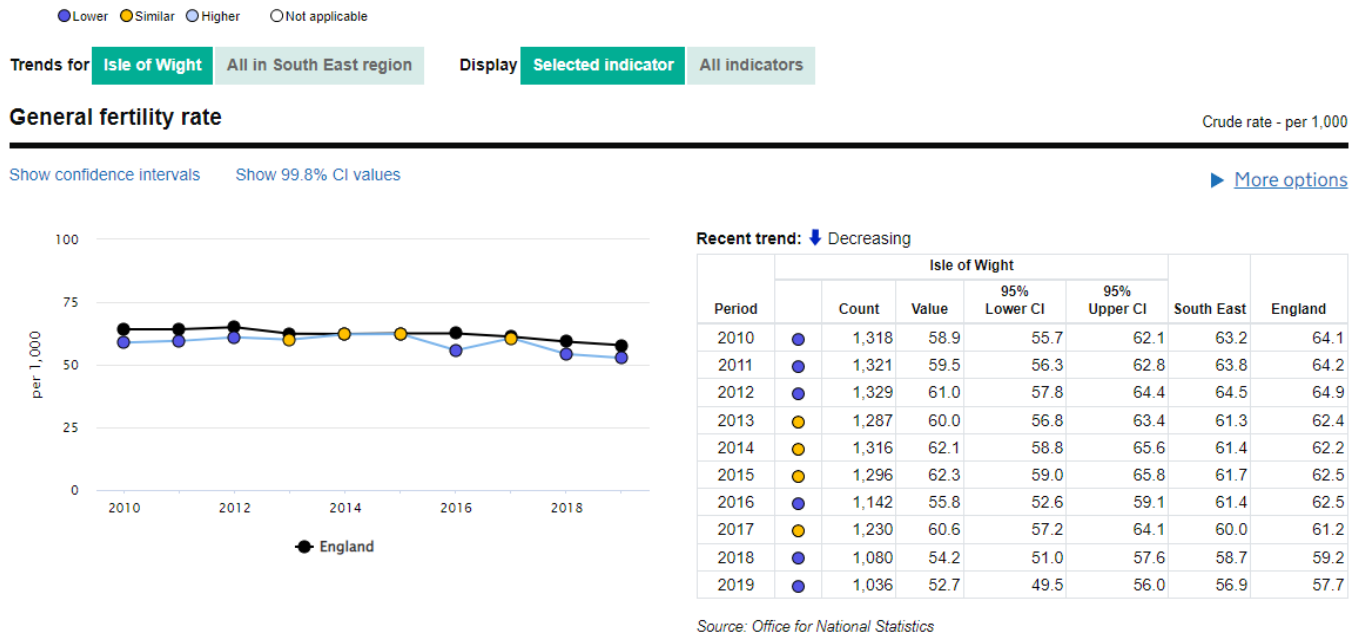 Lower Similar Higher Not applicable
Trends for Isle of Wight All in South East region Display Selected indicator All indicators
General fertility rate
Crude rate - per 1,000
Show confidence intervals Show 99.8% CI values
More options
100
75
50
25
0
per 1,000
2010 2012 2014 2016 2018
England
Recent trend: Decreasing
Isle of Wight
Period Count Value 95% Lower CI 95% Upper CI South East England
2010 1,318 58.9 55.7 62.1 63.2 64.1
2011 1,321 59.5 56.3 62.8 63.8 64.2
2012 1,329 61.0 57.8 64.4 64.5 64.9
2013 1,287 60.0 56.8 63.4 61.3 62.4
2014 1,316 62.1 58.8 65.6 61.4 62.2
2015 1,296 62.3 59.0 65.8 61.7 62.5
2016 1,142 55.8 52.6 59.1 61.4 62.5
2017 1,230 60.6 57.2 64.1 60.0 61.2
2018 1,080 54.2 51.0 57.6 58.7 59.2
2019 1,036 52.7 49.5 56.0 56.9 57.7
Source: Office for National Statistics